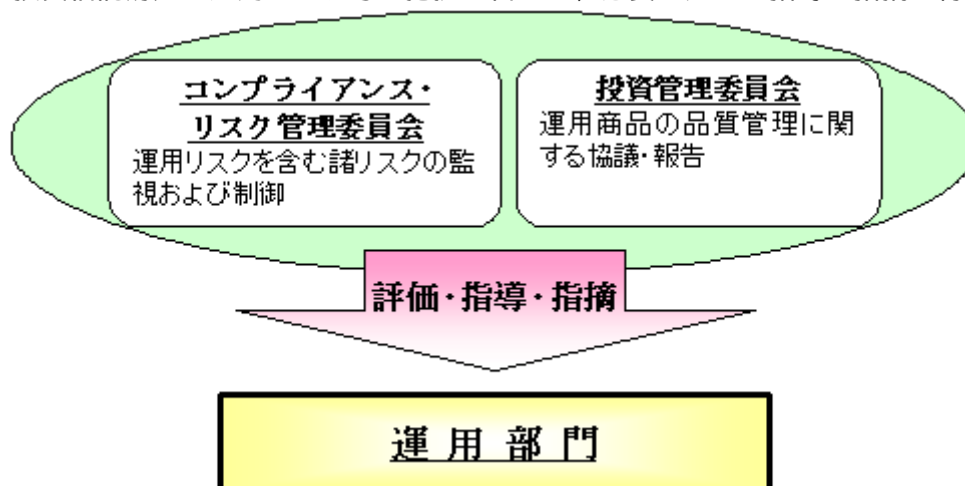 コンプライアンス・
リスク管理委員会
運用リスクを含む諸リスクの監
視および制御
投資管理委員会
運用商品の品質管理に関
する協議・報告
評価・指導・指摘
運用部門